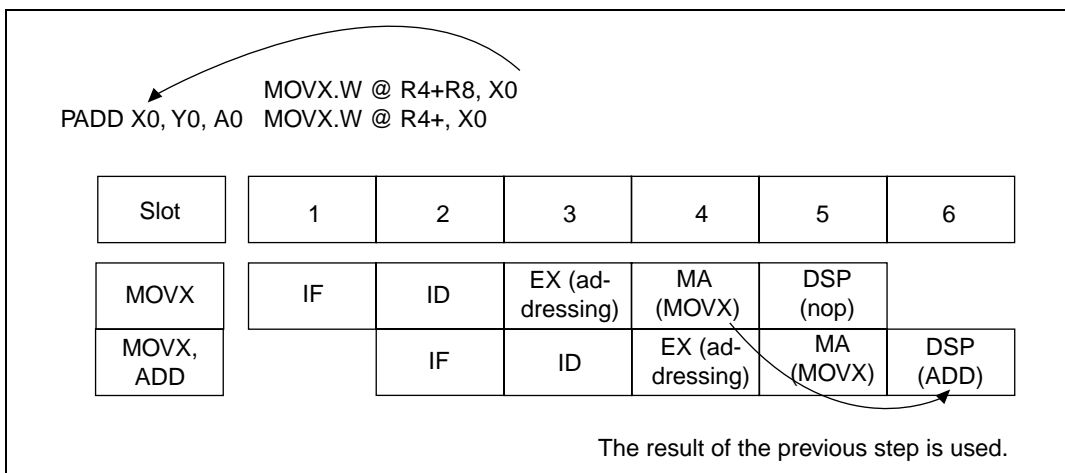 MOVX.W @ R4+R8, X0
PADD X0, Y0, A0 MOVX.W @ R4+, X0
Slot 1 2 3 4 5 6
MOVX IF ID EX (ad-
dressing) MA
(MOVX) DSP
(nop)
MOVX,
ADD IF ID EX (ad-
dressing) MA
(MOVX) DSP
(ADD)
The result of the previous step is used.